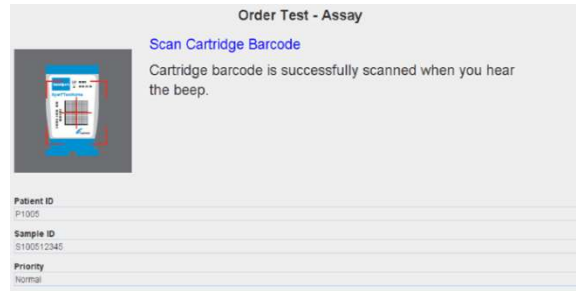 Order Test - Assay
Scan Cartridge Barcode
Cartridge barcode is successfully scanned when you hear
the beep.
Patient ID
P1005
Sample ID
S100512345
Priority
Normal